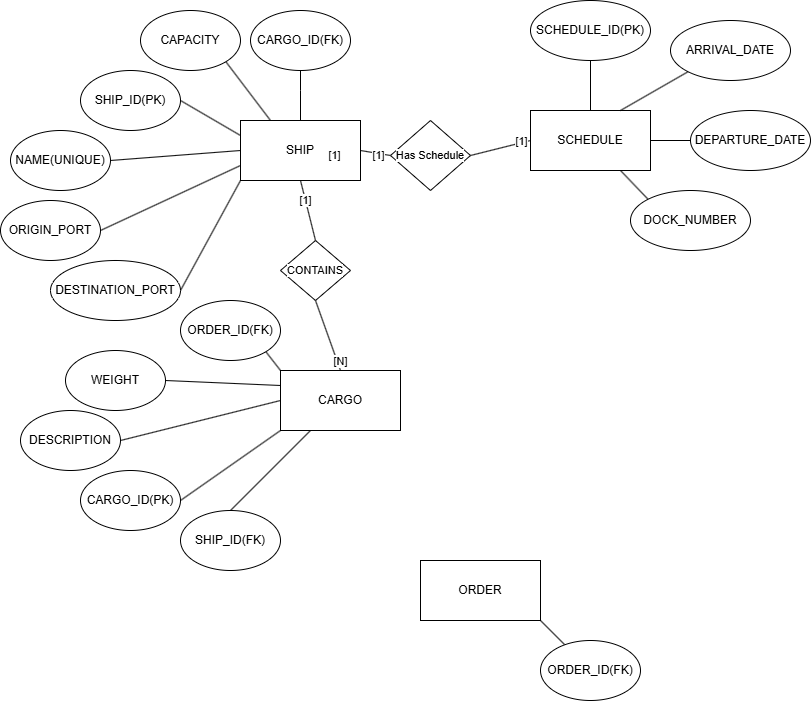 CAPACITY
CARGO_ID(FK)
SCHEDULE_ID(PK)
ARRIVAL_DATE
SHIP_ID(PK)
NAME(UNIQUE)
SHIP
[1]
[1]
Has Schedule
[1]
SCHEDULE
DEPARTURE_DATE
ORIGIN_PORT
[1]
DOCK_NUMBER
DESTINATION_PORT
CONTAINS
ORDER_ID(FK)
[N]
WEIGHT
CARGO
DESCRIPTION
CARGO_ID(PK)
SHIP_ID(FK)
ORDER
ORDER_ID(FK)